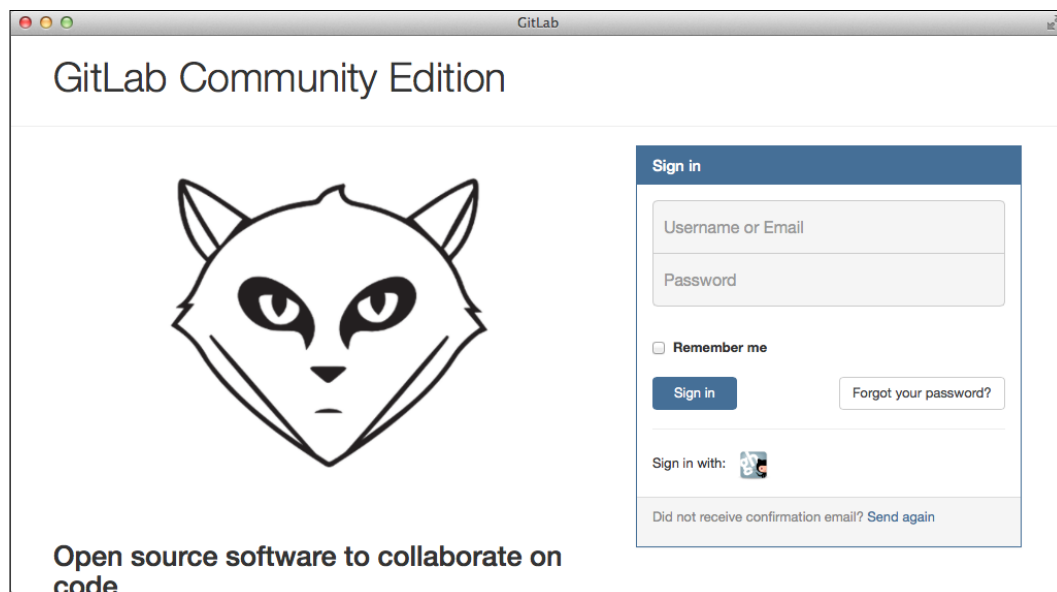 GitLab
GitLab Community Edition
Sign in
Username or Email
Password
Remember me
Sign in
Forgot your password?
Sign in with:
Did not receive confirmation email? Send again
Open source software to collaborate on
code